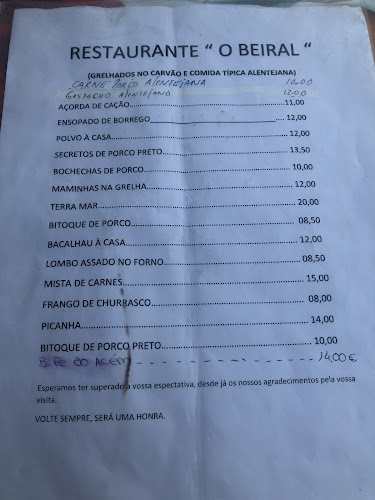 RESTAURANTE “ O BEIRAL “
(GRELHADOS NO CARVÃO E COMIDA TÍPICA ALENTEJANA)
CARNE PORCO ALENTEJANA 10.00
GASPACHO ALENTEJANO 12.00
AÇORDA DE CAÇÃO.......................................................11,00
ENSOPADO DE BORREGO_____________________.... 12,00
POLVO À CASA............................................................ 12,00
SECRETOS DE PORCO PRETO..................................... 13,50
BOCHECHAS DE PORCO............................................. 10,00
MAMINHAS NA GRELHA............................................ 12,00
TERRA MAR................................................................ 20,00
BITOQUE DE PORCO................................................... 08,50
BACALHAU À CASA..................................................... 12,00
LOMBO ASSADO NO FORNO........................................ 08,50
MISTA DE CARNES....................................................... 15,00
FRANGO DE CHURRASCO............................................. 08,00
PICANHA...................................................................... 14,00
BITOQUE DE PORCO PRETO.......................................... 10,00
BIFE DO ACÉM - - - - - - - - - - - - - - - 14,00€
Esperamos ter superado a vossa espectativa, desde já os nossos agradecimentos pela vossa
visita.
VOLTE SEMPRE, SERÁ UMA HONRA.